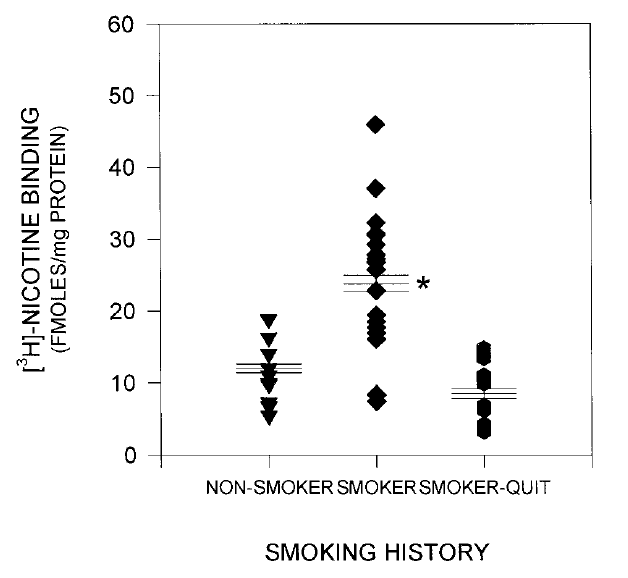 [³H]-NICOTINE BINDING
(FMOLES/mg PROTEIN)
60
50
40
30
20
10
0
*
NON-SMOKER SMOKER SMOKER-QUIT
SMOKING HISTORY